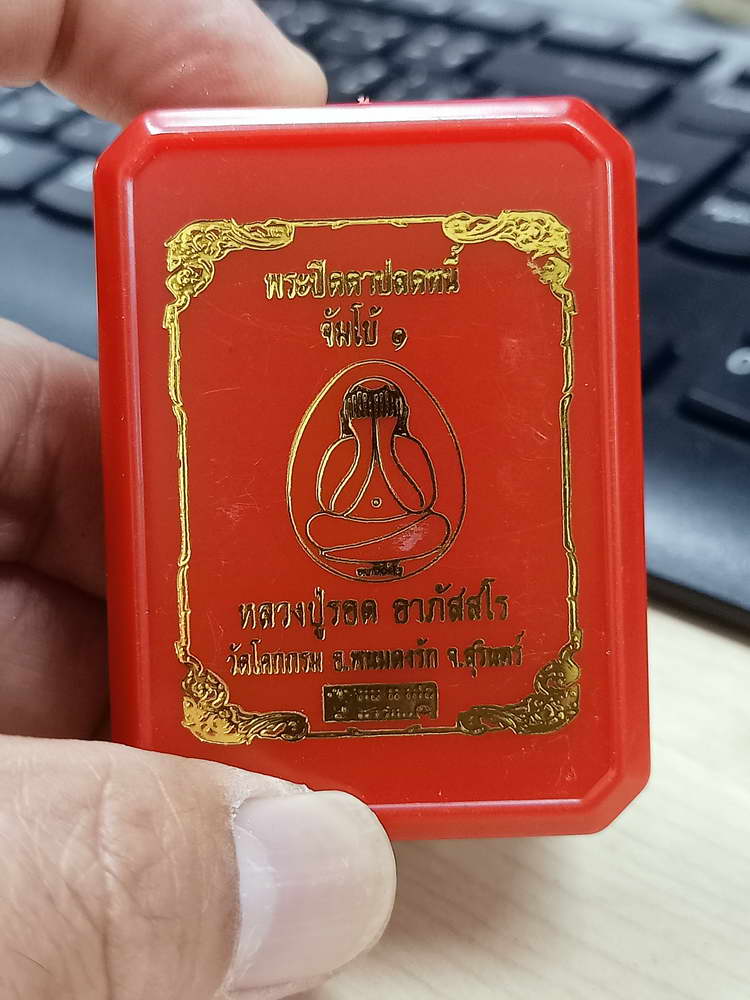 พระปิดตาปลดหนี้
จัมโบ้ ๑
หลวงปู่รอด อาภัสสโร
วัดโคกกรม อ.พนมดงรัก จ.สุรินทร์